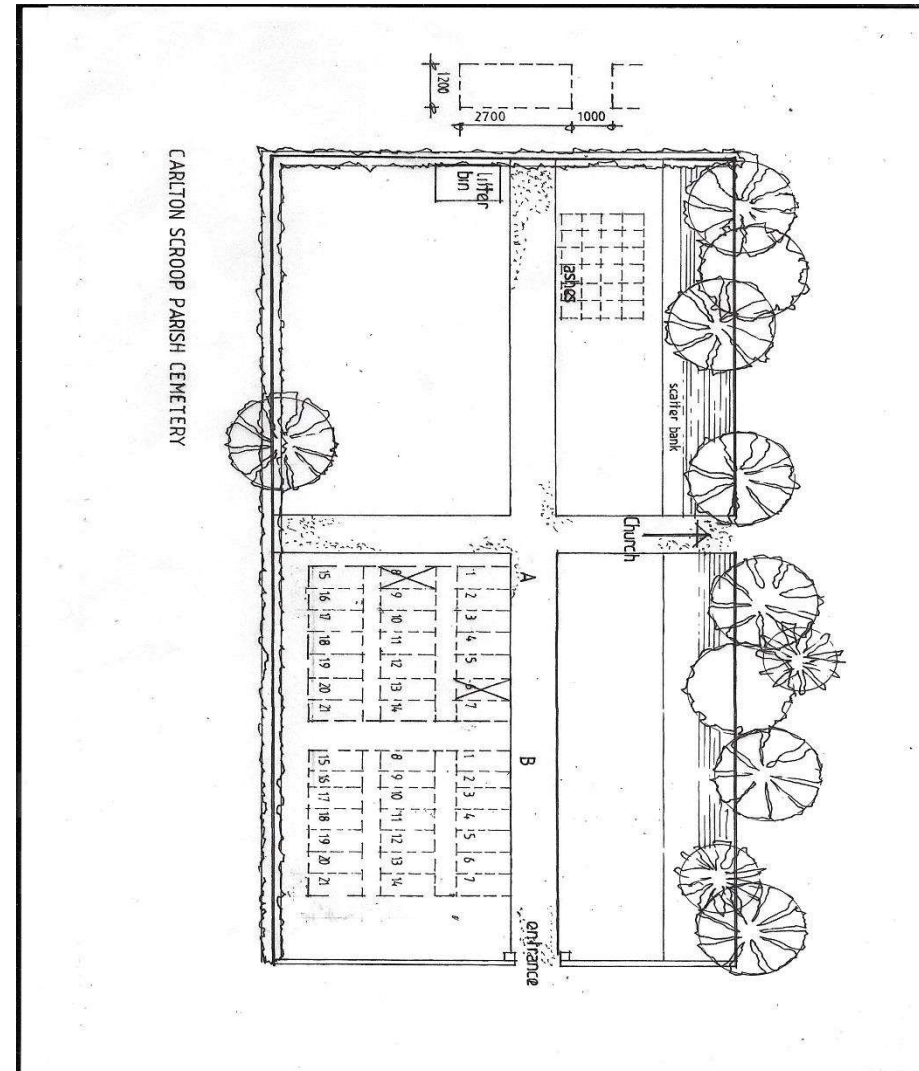 scatter bank
Church
ashes
entrance
litter
bin
1200
2700
1000
A
B
1 2 3 4 5 6 7
1 2 3 4 5 6 7
8 9 10 11 12 13 14
8 9 10 11 12 13 14
15 16 17 18 19 20 21
15 16 17 18 19 20 21
CARLTON SCROOP PARISH CEMETERY